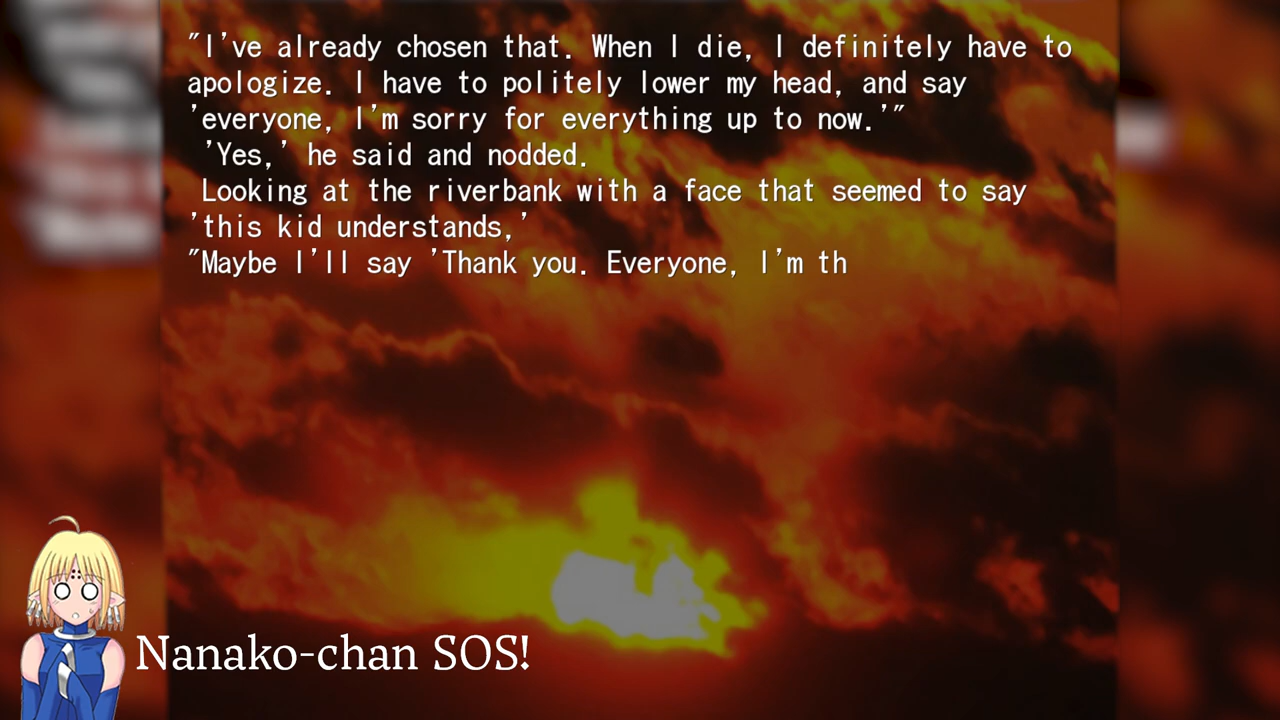 "I've already chosen that. When I die, I definitely have to
apologize. I have to politely lower my head, and say
'everyone, I'm sorry for everything up to now.'"
'Yes,' he said and nodded.
Looking at the riverbank with a face that seemed to say
'this kid understands,'
"Maybe I'll say 'Thank you. Everyone, I'm th
Nanako-chan SOS!